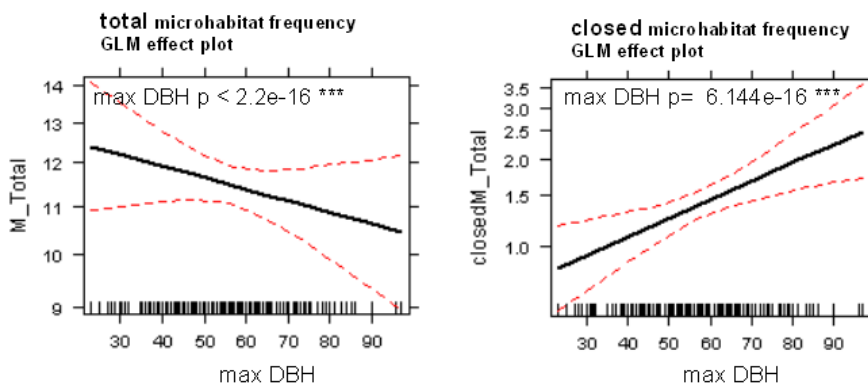 total microhabitat frequency
GLM effect plot
max DBH p < 2.2e-16 ***
M_Total
14
13
12
11
10
9
30 40 50 60 70 80 90
max DBH
closed microhabitat frequency
GLM effect plot
max DBH p= 6.144e-16 ***
closedM_Total
3.5
3.0
2.5
2.0
1.5
1.0
30 40 50 60 70 80 90
max DBH